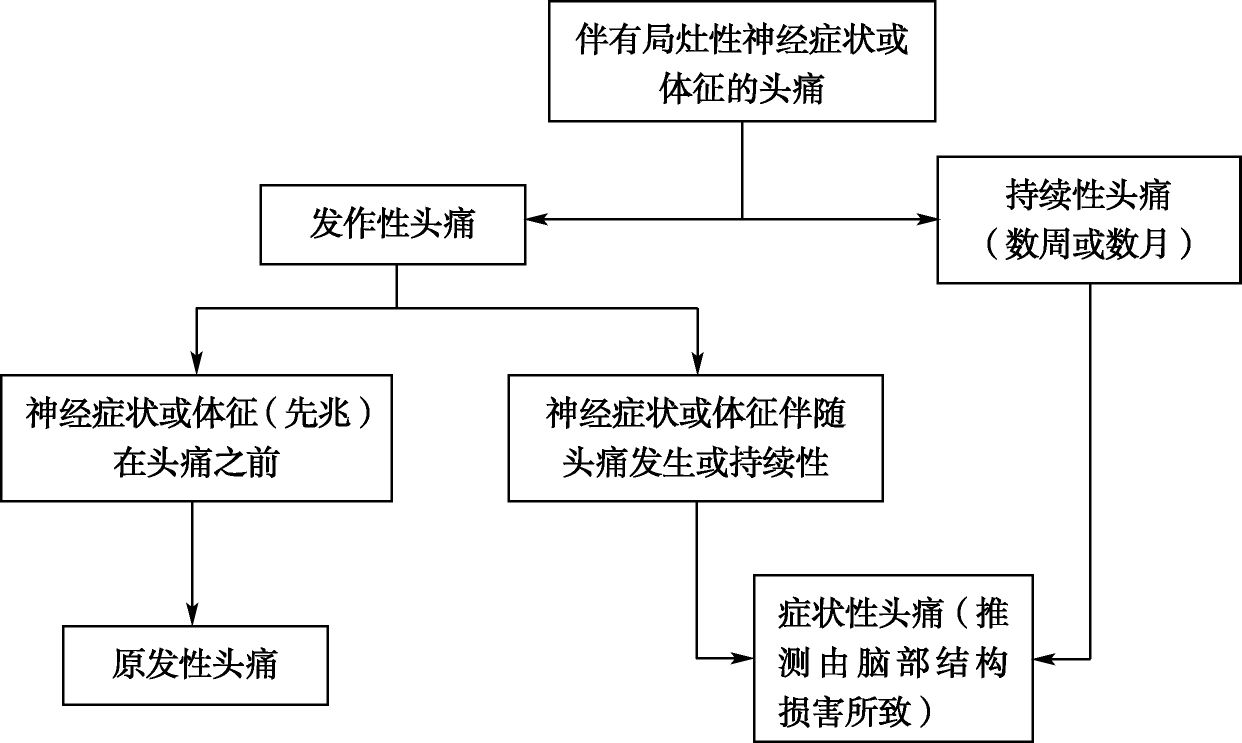 伴有局灶性神经症状或
体征的头痛
发作性头痛
持续性头痛
（数周或数月）
神经症状或体征（先兆）
在头痛之前
神经症状或体征伴随
头痛发生或持续性
原发性头痛
症状性头痛（推
测由脑部结构
损害所致）